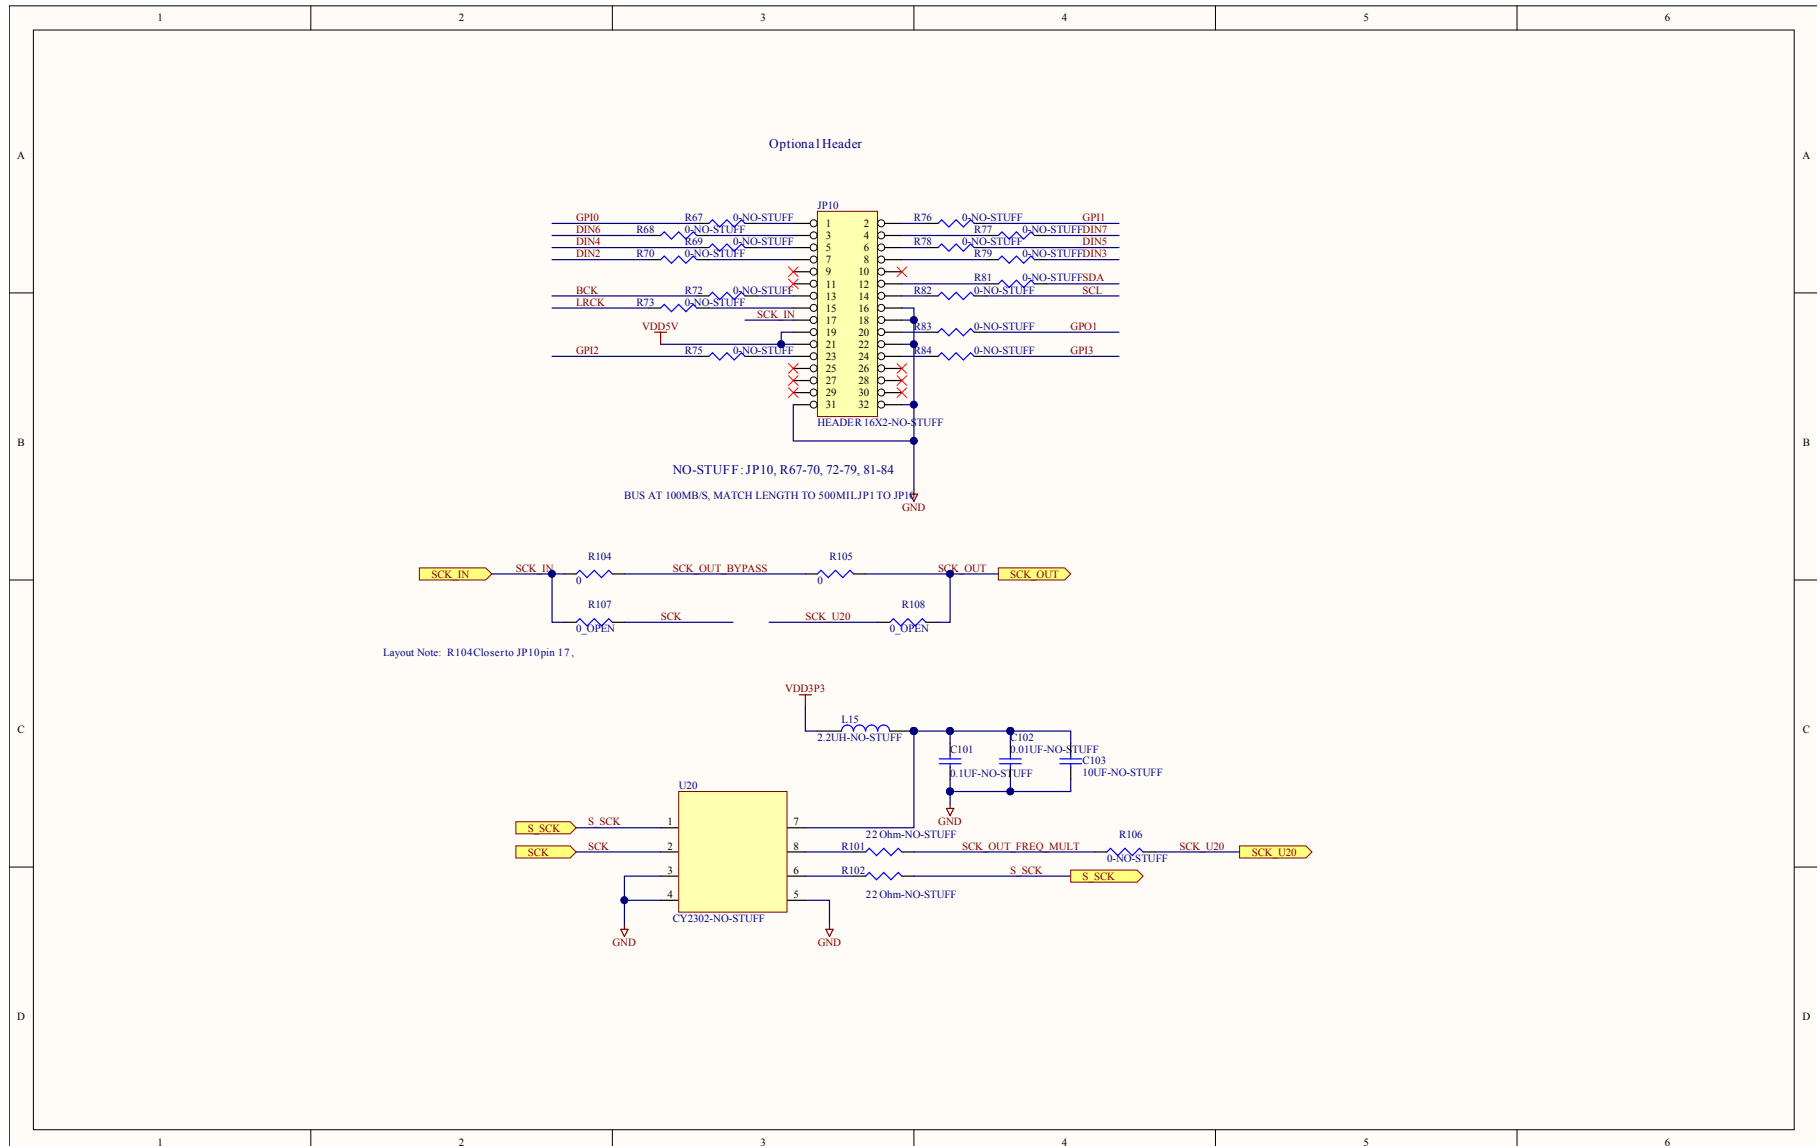 1 2 3 4 5 6
A A
Optional Header
JP10
GPI0 R67 0-NO-STUFF 1 2 R76 0-NO-STUFF GPI1
DIN6 R68 0-NO-STUFF 3 4 R77 0-NO-STUFF DIN7
DIN4 R69 0-NO-STUFF 5 6 R78 0-NO-STUFF DIN5
DIN2 R70 0-NO-STUFF 7 8 R79 0-NO-STUFF DIN3
9 10
11 12 R81 0-NO-STUFF SDA
BCK R72 0-NO-STUFF 13 14 R82 0-NO-STUFF SCL
LRCK R73 0-NO-STUFF 15 16
SCK_IN 17 18
VDD5V 19 20 R83 0-NO-STUFF GPO1
21 22
GPI2 R75 0-NO-STUFF 23 24 R84 0-NO-STUFF GPI3
25 26
27 28
29 30
31 32
HEADER 16X2-NO-STUFF
B B
NO-STUFF: JP10, R67-70, 72-79, 81-84
BUS AT 100MB/S, MATCH LENGTH TO 500MIL JP1 TO JP10
GND
R104 R105
SCK_IN SCK_IN 0 SCK_OUT_BYPASS 0 SCK_OUT SCK_OUT
R107 R108
0_OPEN SCK SCK_U20 0_OPEN
Layout Note: R104 Closer to JP10 pin 17 ,
VDD3P3
C C
L15
2.2UH-NO-STUFF
C101 0.1UF-NO-STUFF
C102 0.01UF-NO-STUFF
C103 10UF-NO-STUFF
GND
U20
S_SCK S_SCK 1 7
22 Ohm-NO-STUFF
SCK SCK 2 8 R101 SCK_OUT_FREQ_MULT R106 0-NO-STUFF SCK_U20 SCK_U20
3 6 R102 S_SCK S_SCK
22 Ohm-NO-STUFF
4 5
CY2302-NO-STUFF
GND GND
D D
1 2 3 4 5 6